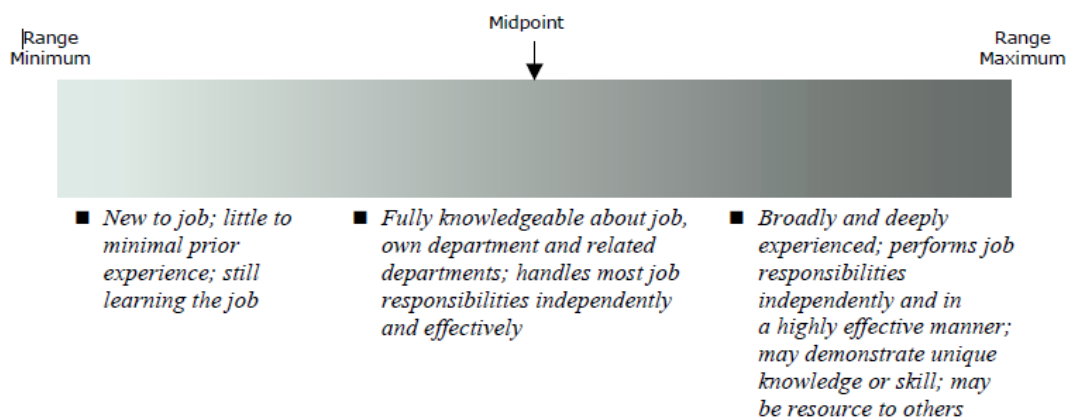 Midpoint
Range
Minimum
Range
Maximum
■ New to job; little to
minimal prior
experience; still
learning the job
■ Fully knowledgeable about job,
own department and related
departments; handles most job
responsibilities independently
and effectively
■ Broadly and deeply
experienced; performs job
responsibilities
independently and in
a highly effective manner;
may demonstrate unique
knowledge or skill; may
be resource to others